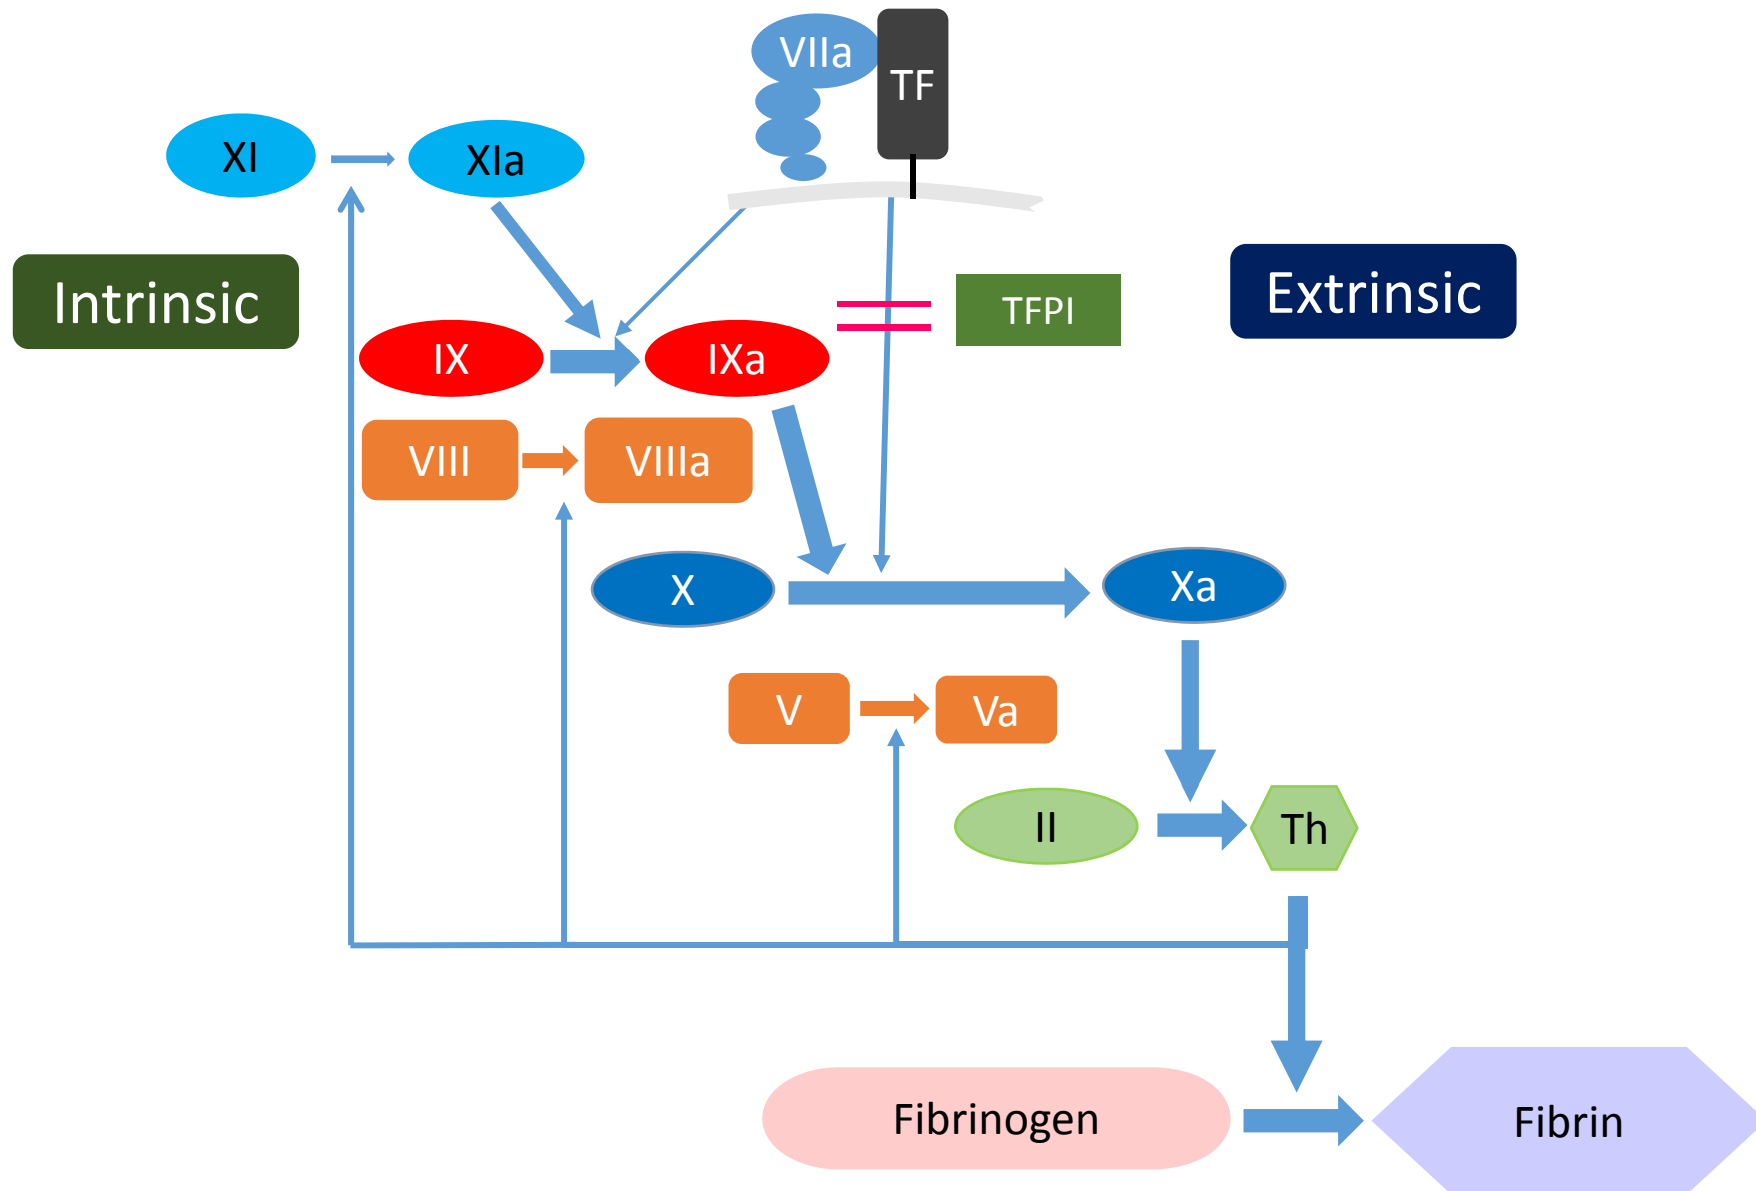 VIIa
TF
XI
XIa
Intrinsic
Extrinsic
TFPI
IX
IXa
VIII
VIIIa
X
Xa
V
Va
II
Th
Fibrinogen
Fibrin